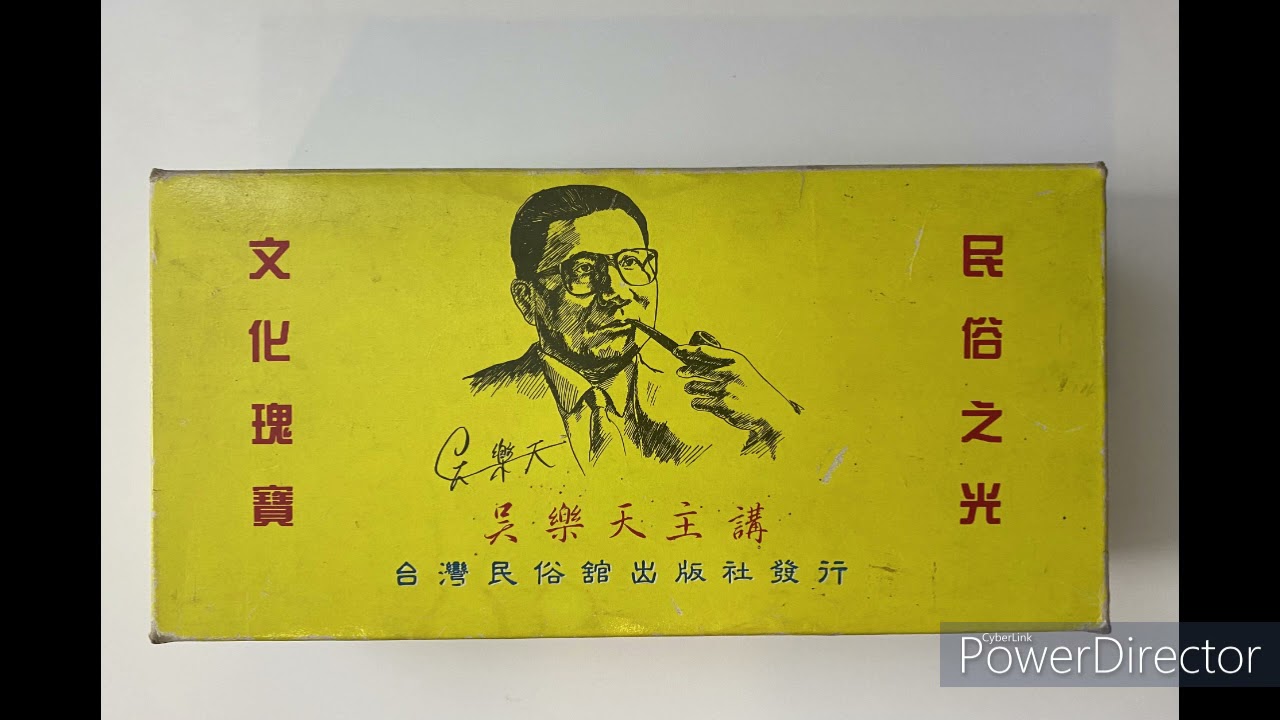 民俗之光
文化瑰寶
吳樂天
吳樂天主講
台灣民俗舘出版社發行
CyberLink
PowerDirector